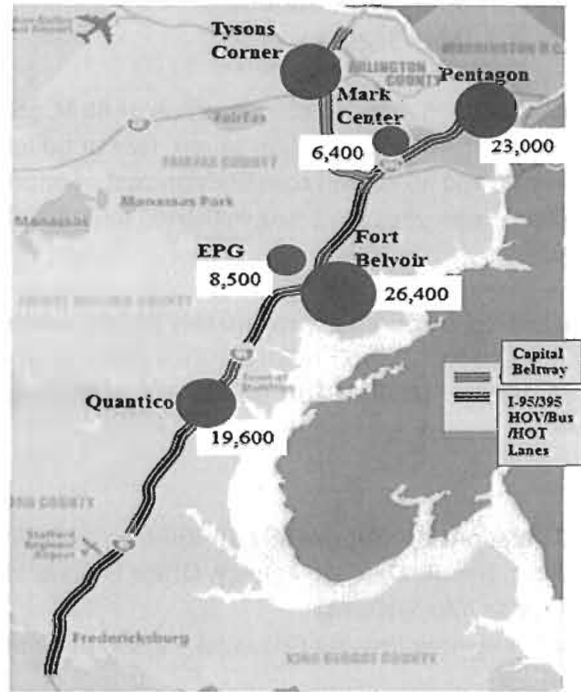 Tysons
Corner
WASHINGTON D.C.
ARLINGTON
COUNTY
Pentagon
Mark
Center
Fairfax
6,400
23,000
FAIRFAX COUNTY
Manassas Park
Manassas
EPG
8,500
Fort
Belvoir
26,400
Capital
Beltway
I-95/395
HOV/Bus
/HOT
Lanes
Quantico
19,600
COUNTY
Stafford
Regional
Airport
Fredericksburg
KING GEORGE COUNTY